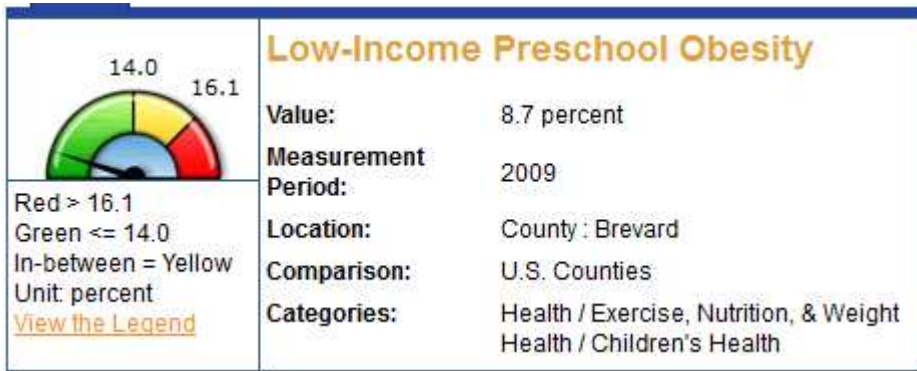 Low-Income Preschool Obesity
14.0
16.1
Value: 8.7 percent
Measurement
Period: 2009
Location: County : Brevard
Comparison: U.S. Counties
Categories: Health / Exercise, Nutrition, & Weight
Health / Children's Health
Red > 16.1
Green <= 14.0
In-between = Yellow
Unit: percent
View the Legend